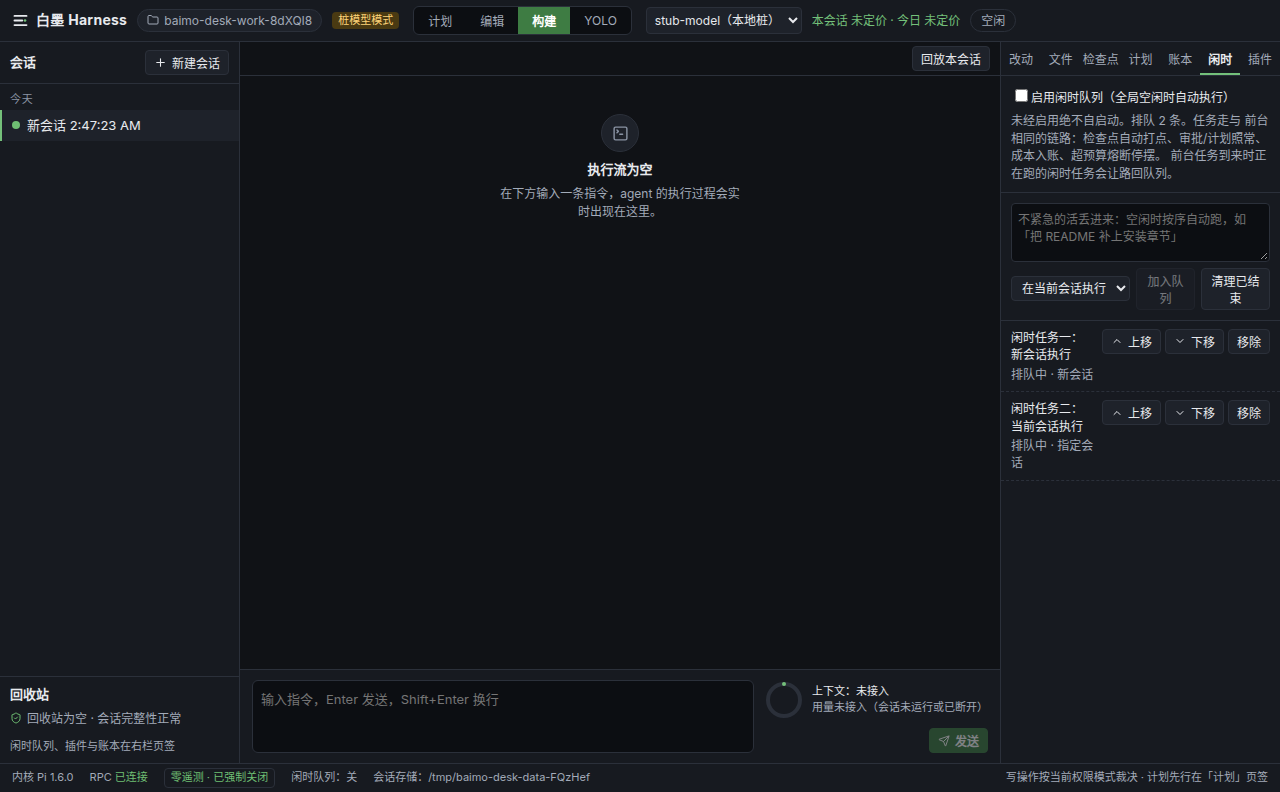 白墨 Harness
baimo-desk-work-8dXQI8
桩模型模式
计划 编辑 构建 YOLO
stub-model（本地桩）
本会话 未定价 · 今日 未定价
空闲
会话
新建会话
今天
新会话 2:47:23 AM
回收站
回收站为空 · 会话完整性正常
闲时队列、插件与账本在右栏页签
回放本会话
执行流为空
在下方输入一条指令，agent 的执行过程会实
时出现在这里。
输入指令，Enter 发送，Shift+Enter 换行
上下文：未接入
用量未接入（会话未运行或已断开）
发送
改动 文件 检查点 计划 账本 闲时 插件
启用闲时队列（全局空闲时自动执行）
未经启用绝不自启动。排队 2 条。任务走与 前台
相同的链路：检查点自动打点、审批/计划照常、
成本入账、超预算熔断停摆。 前台任务到来时正
在跑的闲时任务会让路回队列。
不紧急的活丢进来：空闲时按序自动跑，如
「把 README 补上安装章节」
在当前会话执行
加入队
列
清理已结
束
闲时任务一：
新会话执行
排队中 · 新会话
上移 下移 移除
闲时任务二：
当前会话执行
排队中 · 指定会
话
上移 下移 移除
内核 Pi 1.6.0 RPC 已连接 零遥测 · 已强制关闭 闲时队列：关 会话存储：/tmp/baimo-desk-data-FQzHef
写操作按当前权限模式裁决 · 计划先行在「计划」页签